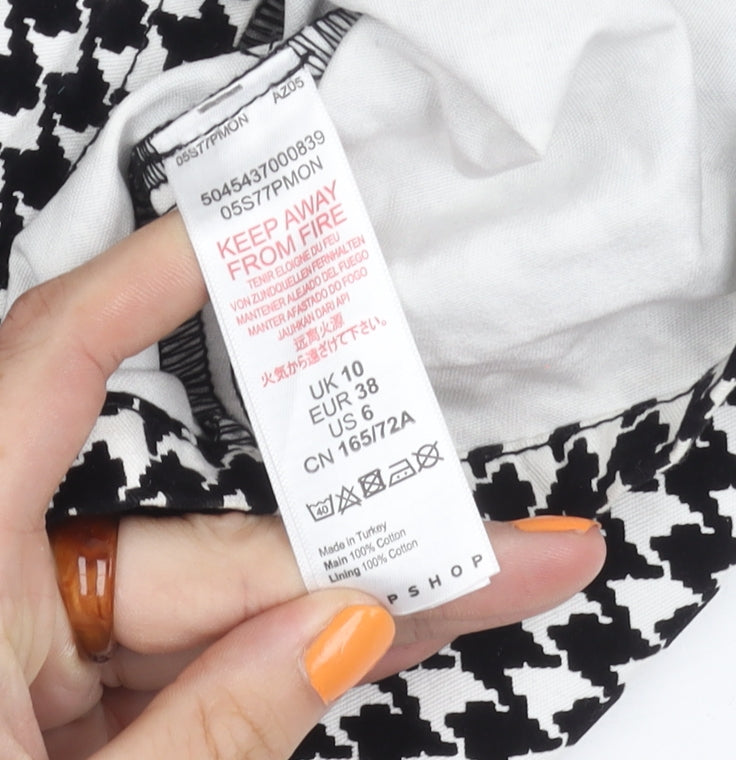 AZ05
05S77PMON
5045437000839
05S77PMON
KEEP AWAY
FROM FIRE
TENIR ELOIGNE DU FEU
VON ZUNDQUELLEN FERNHALTEN
MANTENER ALEJADO DEL FUEGO
MANTER AFASTADO DO FOGO
JAUHKAN DARI API
远离火源
火気から遠ざけて下さい。
UK 10
EUR 38
US 6
CN 165/72A
40
Made in Turkey
Main 100% Cotton
Lining 100% Cotton
PSHOP